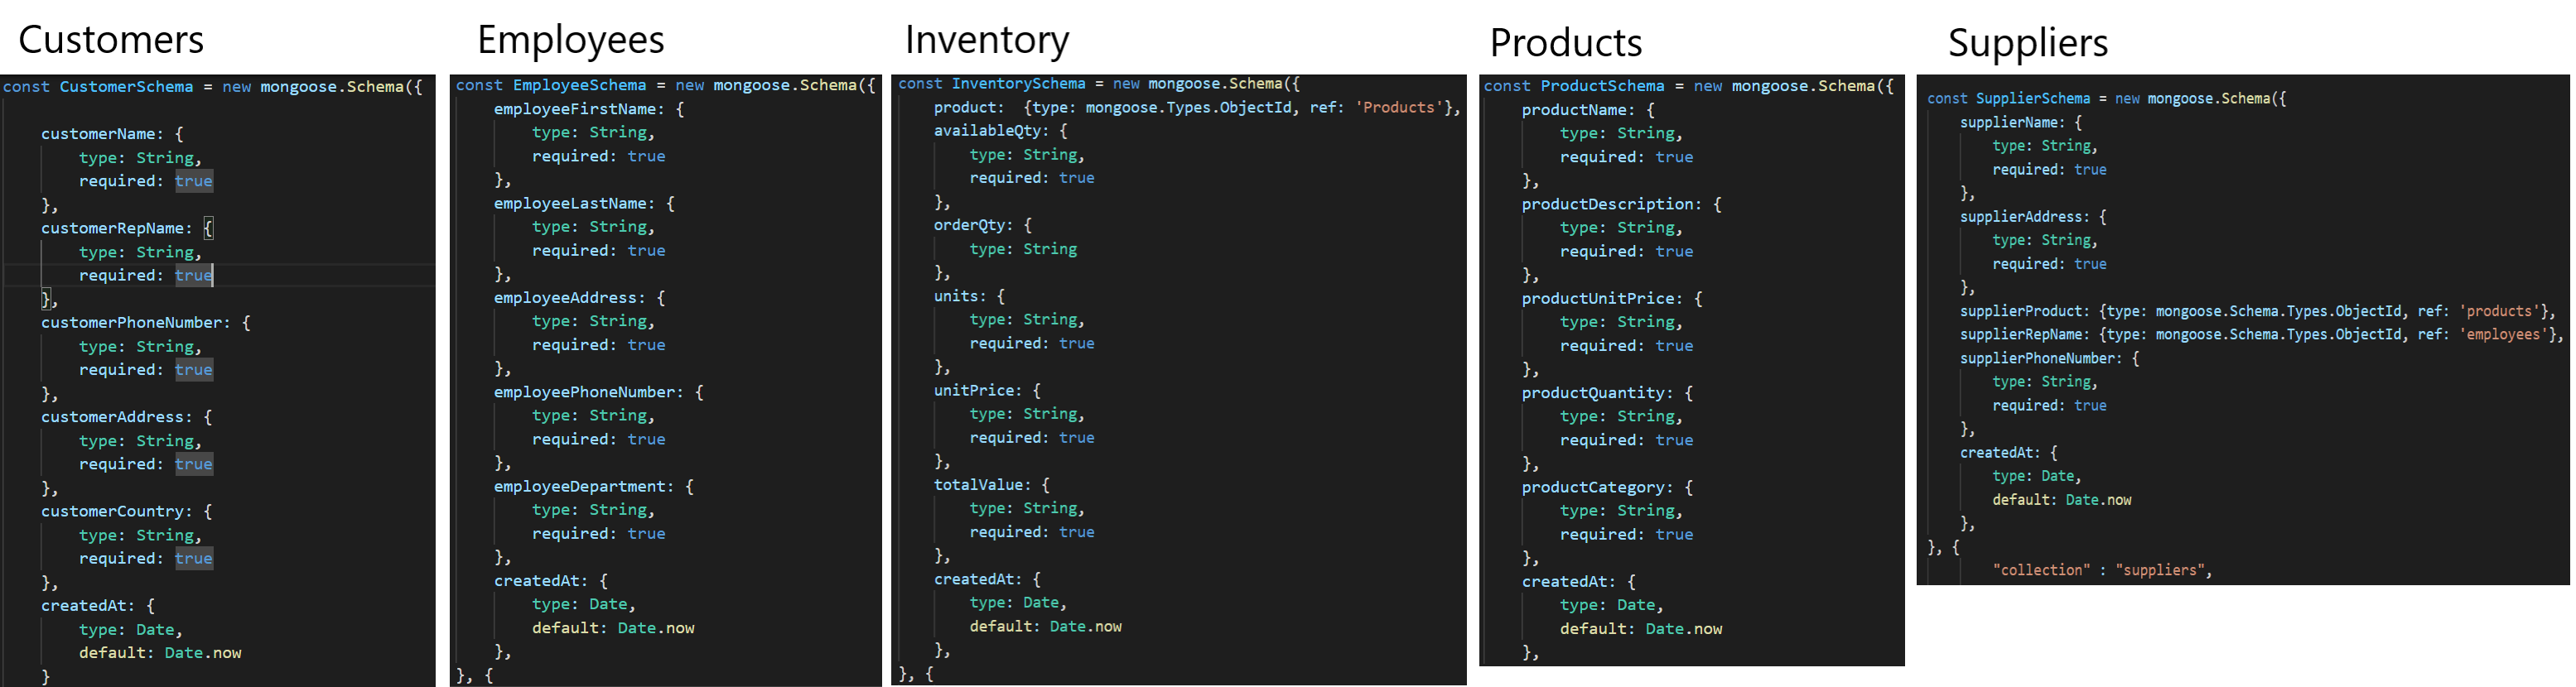 Customers
const CustomerSchema = new mongoose.Schema({
customerName: {
type: String,
required: true
},
customerRepName: {
type: String,
required: true
},
customerPhoneNumber: {
type: String,
required: true
},
customerAddress: {
type: String,
required: true
},
customerCountry: {
type: String,
required: true
},
createdAt: {
type: Date,
default: Date.now
}
Employees
const EmployeeSchema = new mongoose.Schema({
employeeFirstName: {
type: String,
required: true
},
employeeLastName: {
type: String,
required: true
},
employeeAddress: {
type: String,
required: true
},
employeePhoneNumber: {
type: String,
required: true
},
employeeDepartment: {
type: String,
required: true
},
createdAt: {
type: Date,
default: Date.now
},
}, {
Inventory
const InventorySchema = new mongoose.Schema({
product:  {type: mongoose.Types.ObjectId, ref: 'Products'},
availableQty: {
type: String,
required: true
},
orderQty: {
type: String
},
units: {
type: String,
required: true
},
unitPrice: {
type: String,
required: true
},
totalValue: {
type: String,
required: true
},
createdAt: {
type: Date,
default: Date.now
},
}, {
Products
const ProductSchema = new mongoose.Schema({
productName: {
type: String,
required: true
},
productDescription: {
type: String,
required: true
},
productUnitPrice: {
type: String,
required: true
},
productQuantity: {
type: String,
required: true
},
productCategory: {
type: String,
required: true
},
createdAt: {
type: Date,
default: Date.now
},
Suppliers
const SupplierSchema = new mongoose.Schema({
supplierName: {
type: String,
required: true
},
supplierAddress: {
type: String,
required: true
},
supplierProduct: {type: mongoose.Schema.Types.ObjectId, ref: 'products'},
supplierRepName: {type: mongoose.Schema.Types.ObjectId, ref: 'employees'},
supplierPhoneNumber: {
type: String,
required: true
},
createdAt: {
type: Date,
default: Date.now
},
}, {
"collection" : "suppliers",